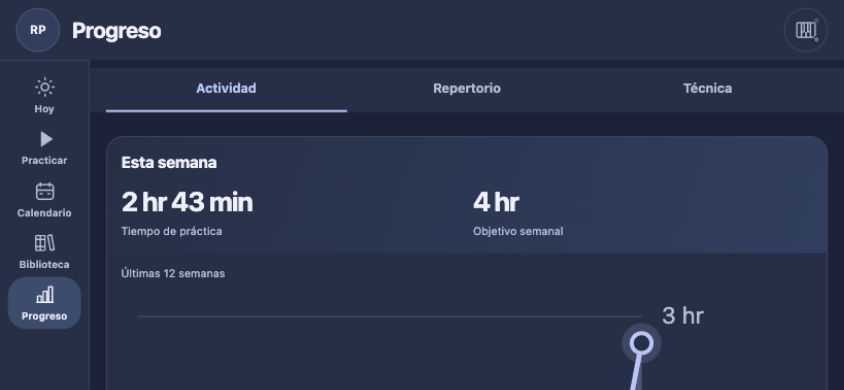 RP
Progreso
Hoy
Practicar
Calendario
Biblioteca
Progreso
Actividad Repertorio Técnica
Esta semana
2 hr 43 min 4 hr
Tiempo de práctica Objetivo semanal
Últimas 12 semanas
3 hr